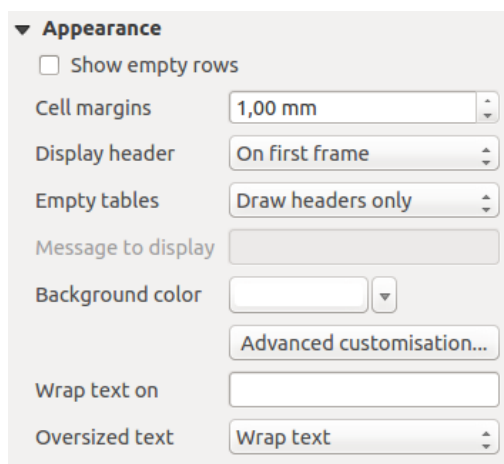 Appearance
Show empty rows
Cell margins 1,00 mm
Display header On first frame
Empty tables Draw headers only
Message to display
Background color
Advanced customisation...
Wrap text on
Oversized text Wrap text